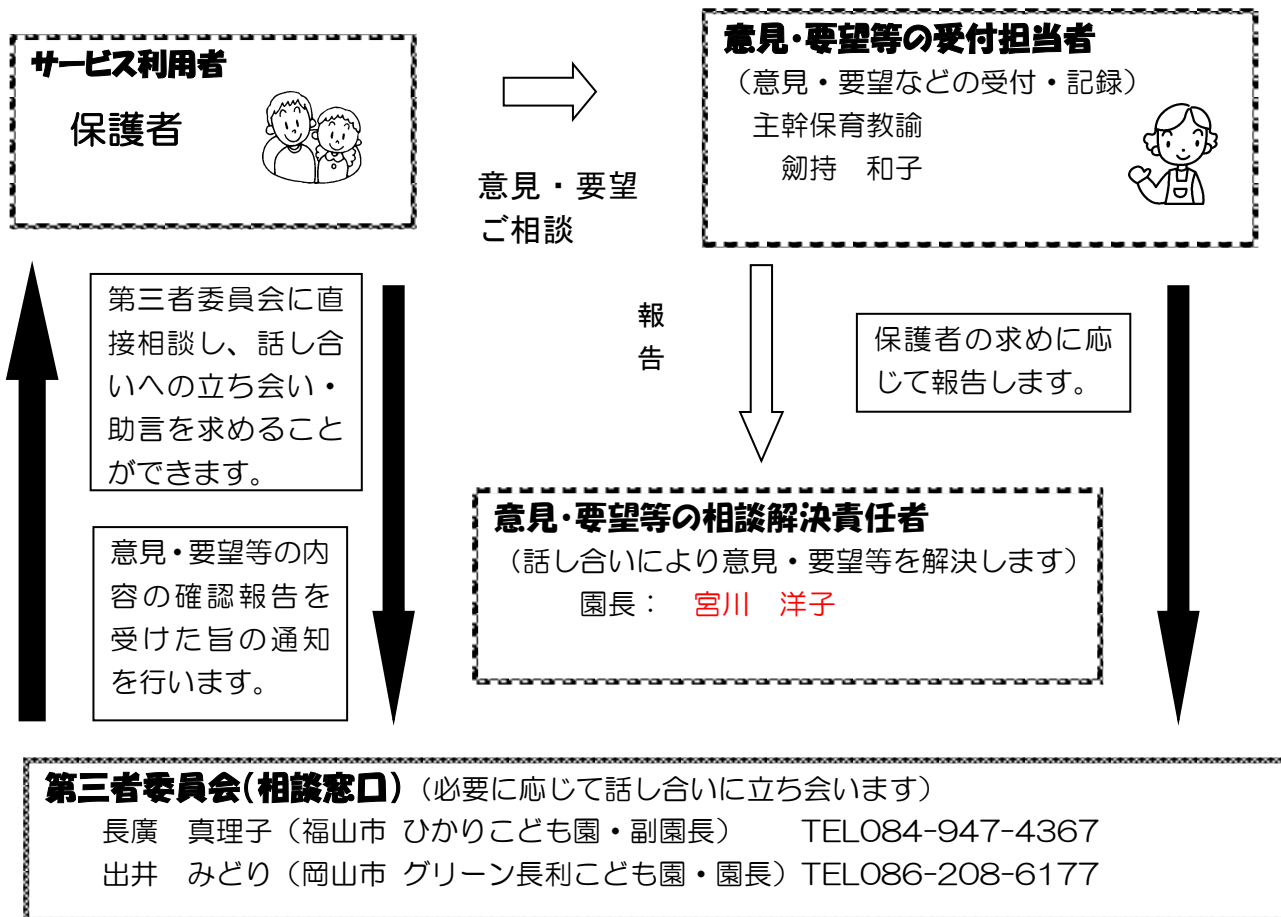 サービス利用者
保護者
意見・要望
ご相談
意見・要望等の受付担当者
（意見・要望などの受付・記録）
主幹保育教諭
劒持　和子
第三者委員会に直
接相談し、話し合
いへの立ち会い・
助言を求めること
ができます。
意見・要望等の内
容の確認報告を
受けた旨の通知
を行います。
報
告
保護者の求めに応
じて報告します。
意見・要望等の相談解決責任者
（話し合いにより意見・要望等を解決します）
園長：　宮川　洋子
第三者委員会（相談窓口）（必要に応じて話し合いに立ち会います）
長廣　真理子（福山市 ひかりこども園・副園長）　TEL084-947-4367
出井　みどり（岡山市 グリーン長利こども園・園長）TEL086-208-6177